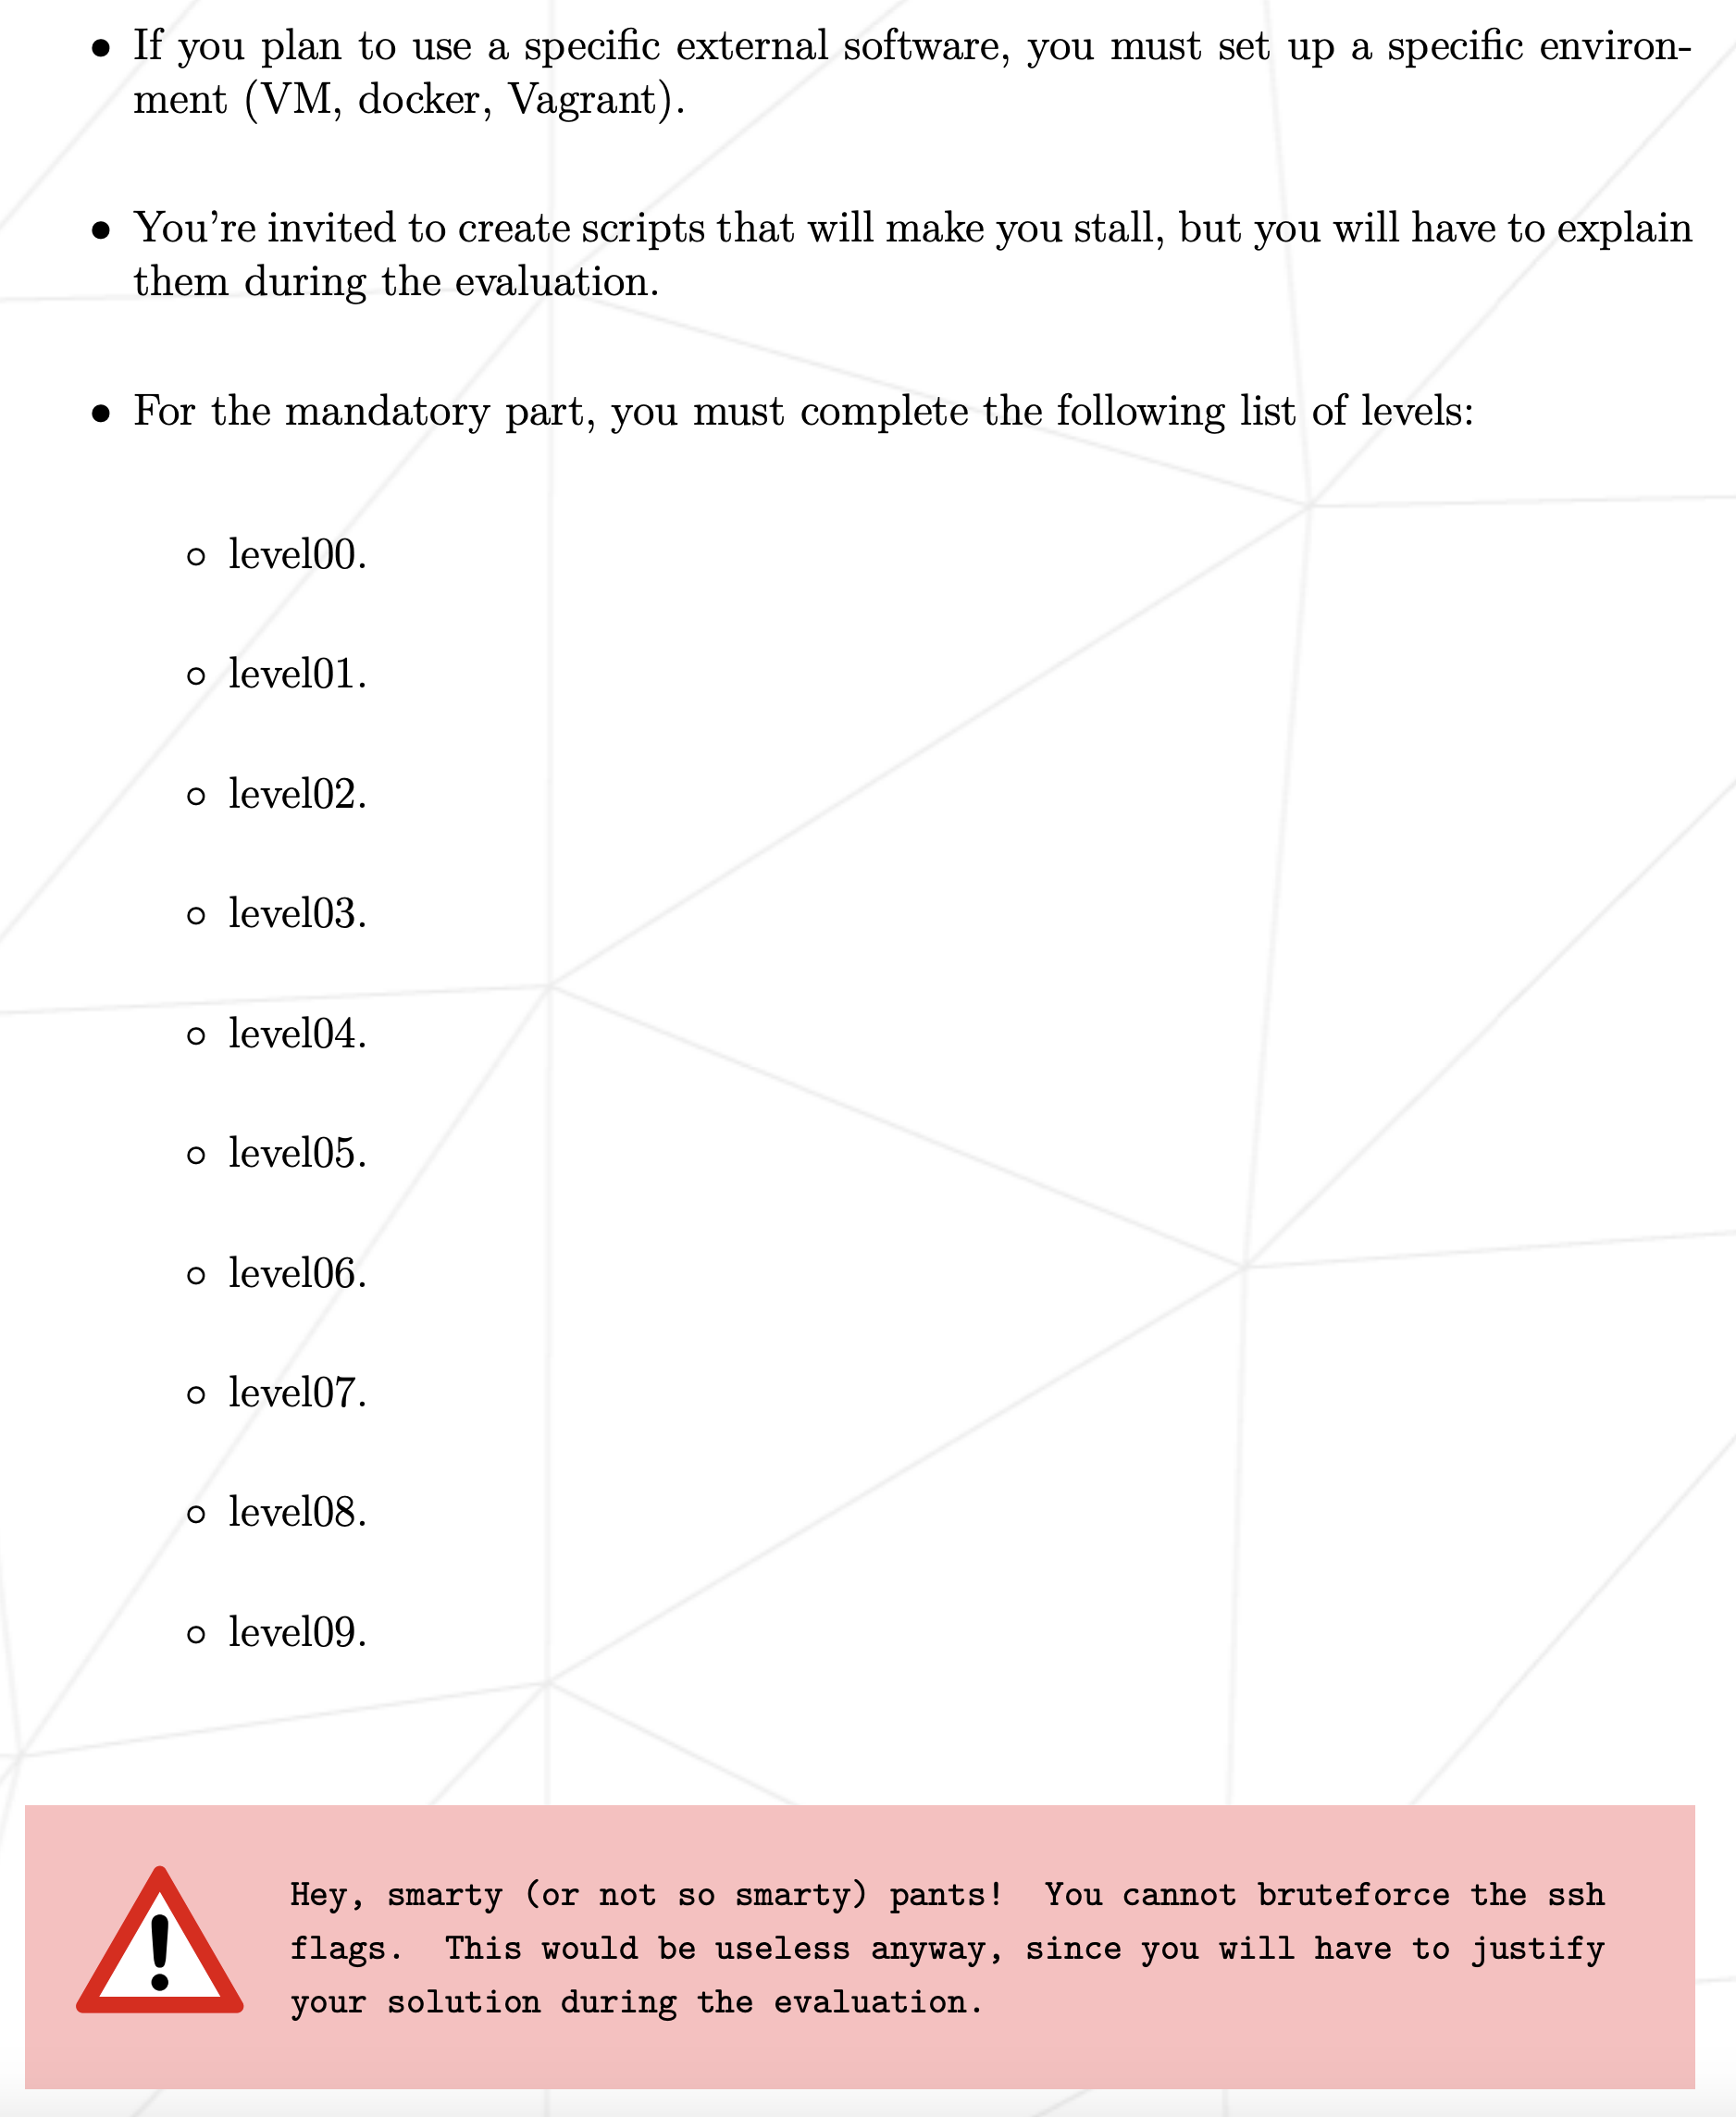 • If you plan to use a specific external software, you must set up a specific environ-
ment (VM, docker, Vagrant).
• You're invited to create scripts that will make you stall, but you will have to explain
them during the evaluation.
• For the mandatory part, you must complete the following list of levels:
◦ level00.
◦ level01.
◦ level02.
◦ level03.
◦ level04.
◦ level05.
◦ level06.
◦ level07.
◦ level08.
◦ level09.
Hey, smarty (or not so smarty) pants! You cannot bruteforce the ssh
flags. This would be useless anyway, since you will have to justify
your solution during the evaluation.